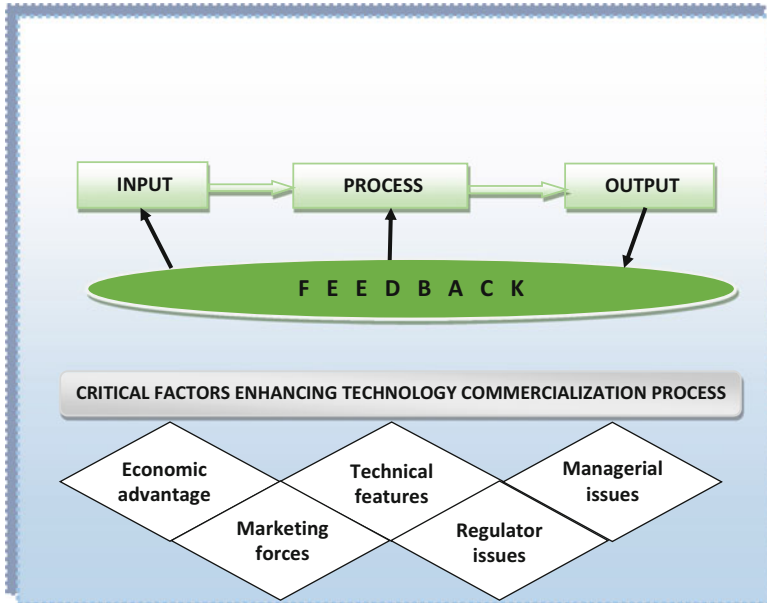 INPUT
PROCESS
OUTPUT
F E E D B A C K
CRITICAL FACTORS ENHANCING TECHNOLOGY COMMERCIALIZATION PROCESS
Economic
advantage
Technical
features
Managerial
issues
Marketing
forces
Regulator
issues